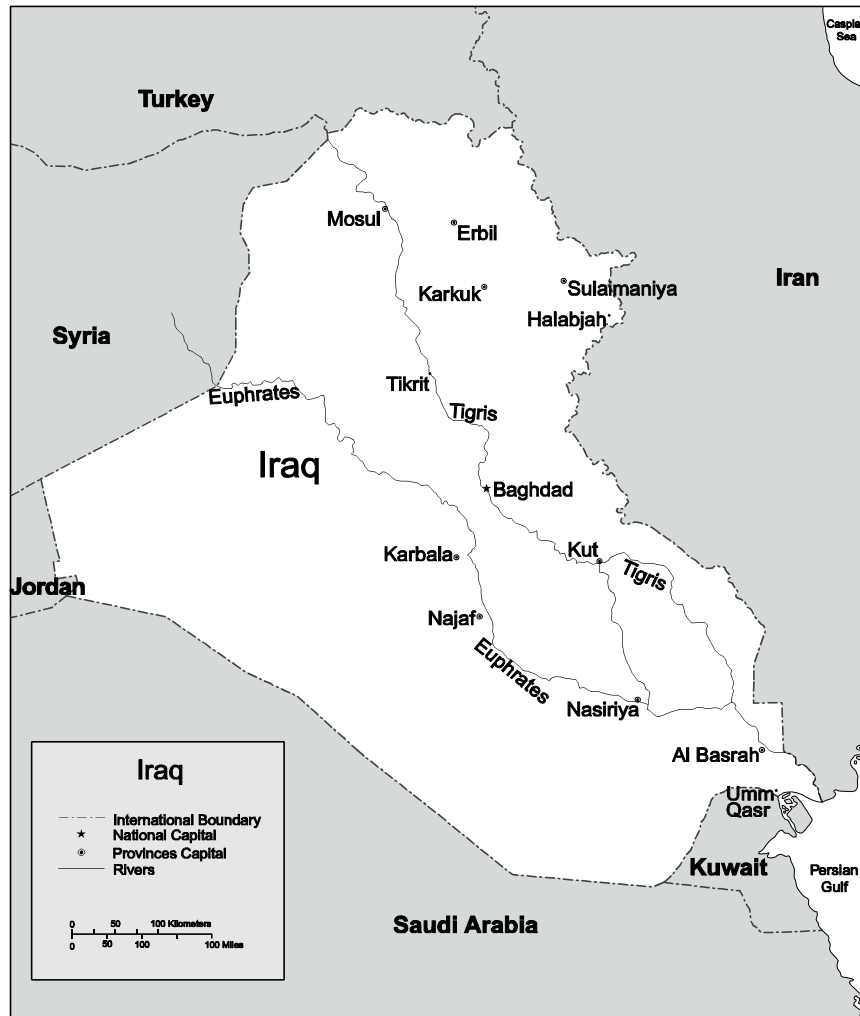 Caspia
Sea
Turkey
Mosul
Erbil
Iran
Karkuk
Sulaimaniya
Halabjah
Syria
Tikrit
Euphrates
Tigris
Iraq
Baghdad
Karbala
Kut
Tigris
Jordan
Najaf
Euphrates
Nasiriya
Al Basrah
Umm
Qasr
Kuwait
Persian
Gulf
Saudi Arabia
Iraq
International Boundary
National Capital
Provinces Capital
Rivers
0 50 100 Kilometers
0 50 100 100 Miles